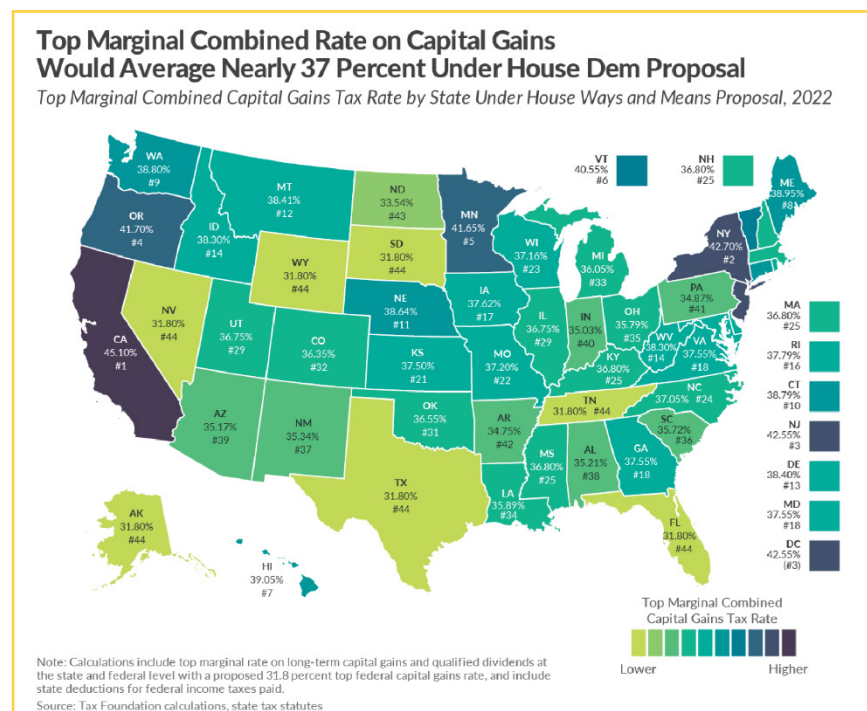 Top Marginal Combined Rate on Capital Gains
Would Average Nearly 37 Percent Under House Dem Proposal
Top Marginal Combined Capital Gains Tax Rate by State Under House Ways and Means Proposal, 2022
WA
38.80%
#9
OR
41.70%
#4
CA
45.10%
#1
NV
31.80%
#44
ID
38.30%
#14
MT
38.41%
#12
WY
31.80%
#44
UT
36.75%
#29
CO
36.35%
#32
AZ
35.17%
#39
NM
35.34%
#37
ND
33.54%
#43
SD
31.80%
#44
NE
38.64%
#11
KS
37.50%
#21
OK
36.55%
#31
TX
31.80%
#44
MN
41.65%
#5
IA
37.62%
#17
MO
37.20%
#22
AR
34.75%
#42
LA
35.89%
#34
WI
37.16%
#23
IL
36.75%
#29
MI
36.05%
#33
IN
35.03%
#40
OH
35.79%
#35
KY
36.80%
#25
TN
31.80% #44
MS
36.80%
#25
AL
35.21%
#38
GA
37.55%
#18
FL
31.80%
#44
SC
35.72%
#36
NC
37.05% #24
WV
38.30%
#14
VA
37.55%
#18
PA
34.87%
#41
NY
42.70%
#2
VT
40.55%
#6
NH
36.80%
#25
ME
38.95%
#8
MA
36.80%
#25
RI
37.79%
#16
CT
38.79%
#10
NJ
42.55%
#3
DE
38.40%
#13
MD
37.55%
#18
DC
42.55%
(#3)
AK
31.80%
#44
HI
39.05%
#7
Top Marginal Combined
Capital Gains Tax Rate
Lower Higher
Note: Calculations include top marginal rate on long-term capital gains and qualified dividends at
the state and federal level with a proposed 31.8 percent top federal capital gains rate, and include
state deductions for federal income taxes paid.
Source: Tax Foundation calculations, state tax statutes